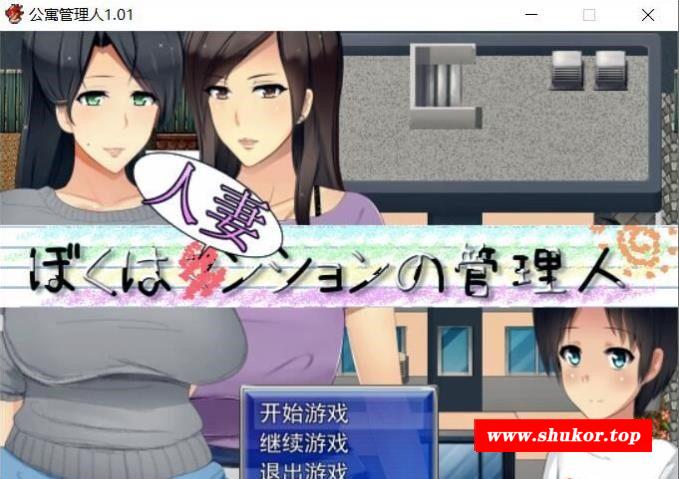 公寓管理人1.01
人妻
ぼくはマンションの管理人
开始游戏
继续游戏
退出游戏
www.shukor.top